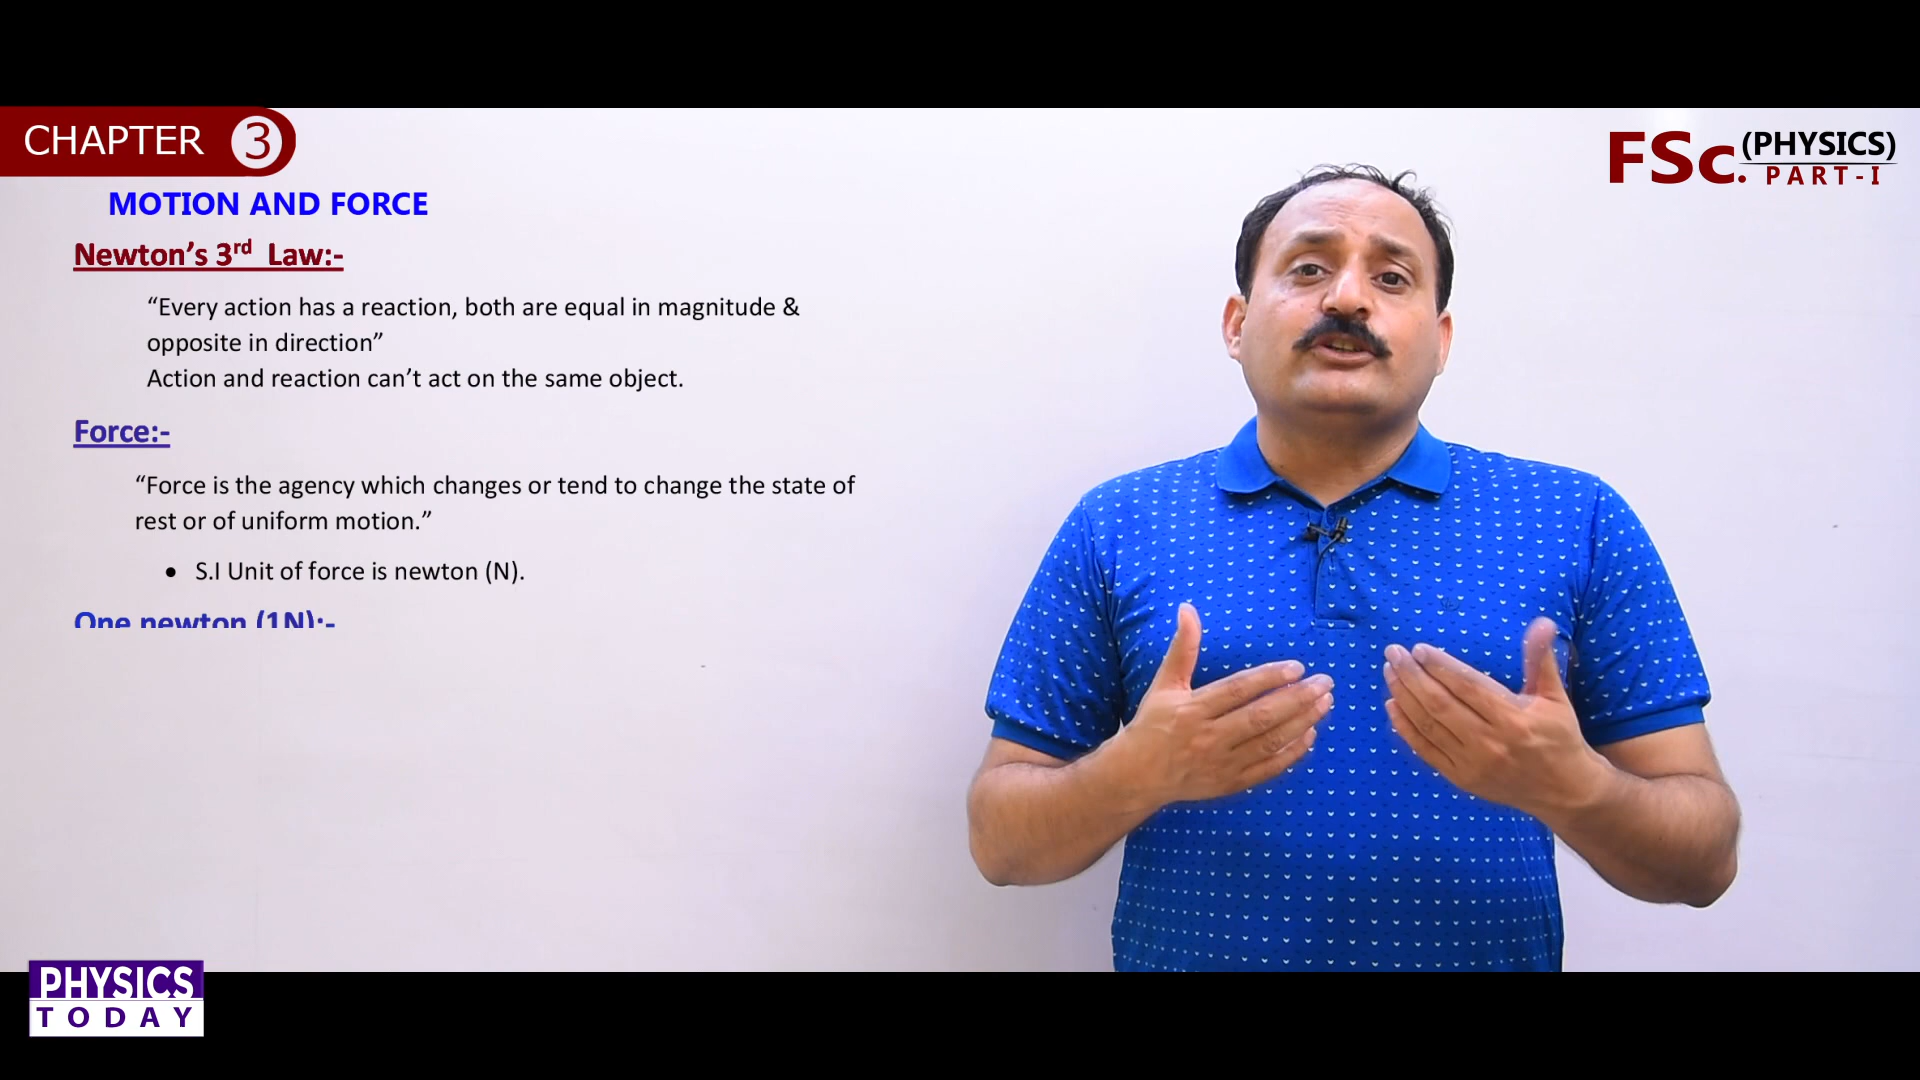 CHAPTER 3
FSc. (PHYSICS)
PART-I
MOTION AND FORCE
Newton’s 3rd Law:-
“Every action has a reaction, both are equal in magnitude &
opposite in direction”
Action and reaction can’t act on the same object.
Force:-
“Force is the agency which changes or tend to change the state of
rest or of uniform motion.”
• S.I Unit of force is newton (N).
One newton (1N):-
PHYSICS
TODAY